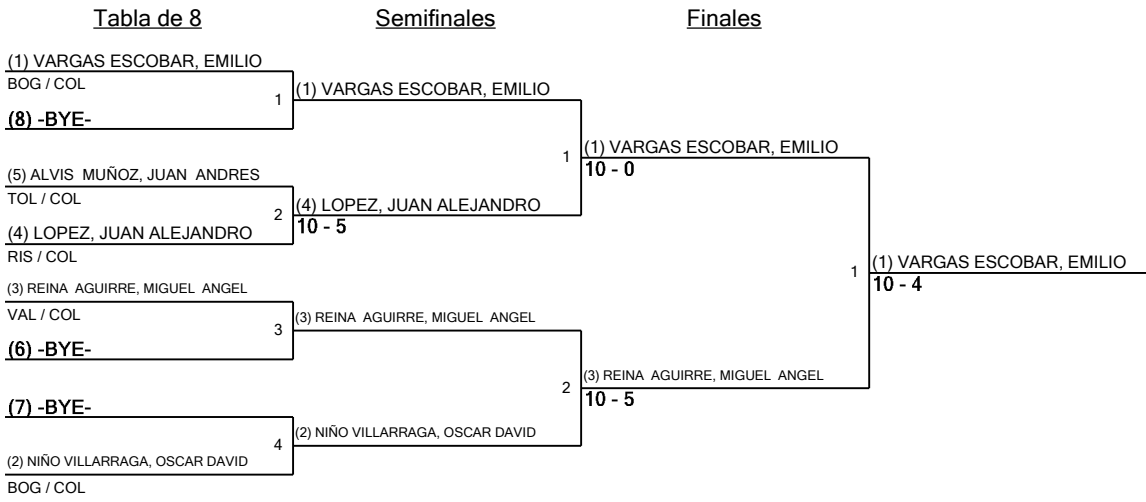 Tabla de 8
Semifinales
Finales
(1) VARGAS ESCOBAR, EMILIO
BOG / COL
1
(8) -BYE-
(5) ALVIS MUÑOZ, JUAN ANDRES
TOL / COL
2
(4) LOPEZ, JUAN ALEJANDRO
RIS / COL
(3) REINA AGUIRRE, MIGUEL ANGEL
VAL / COL
3
(6) -BYE-
(7) -BYE-
4
(2) NIÑO VILLARRAGA, OSCAR DAVID
BOG / COL
(1) VARGAS ESCOBAR, EMILIO
1
(4) LOPEZ, JUAN ALEJANDRO
10 - 5
(3) REINA AGUIRRE, MIGUEL ANGEL
2
(2) NIÑO VILLARRAGA, OSCAR DAVID
(1) VARGAS ESCOBAR, EMILIO
10 - 0
1
(3) REINA AGUIRRE, MIGUEL ANGEL
10 - 5
(1) VARGAS ESCOBAR, EMILIO
10 - 4